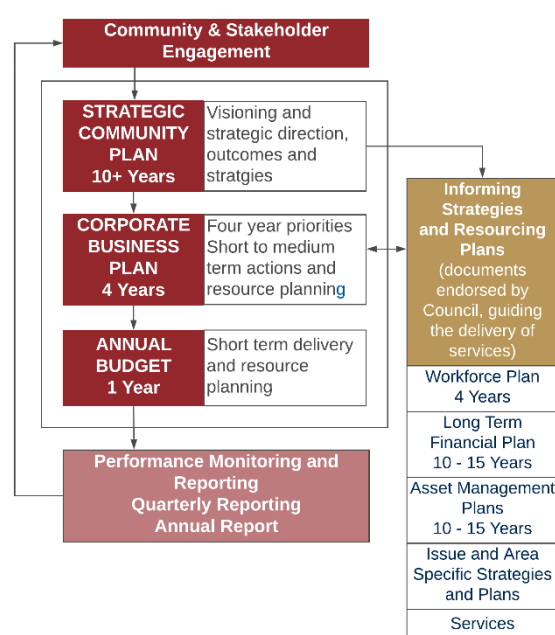 Community & Stakeholder
Engagement
STRATEGIC
COMMUNITY
PLAN
10+ Years
Visioning and
strategic direction,
outcomes and
stratgies
CORPORATE
BUSINESS
PLAN
4 Years
Four year priorities
Short to medium
term actions and
resource planning
ANNUAL
BUDGET
1 Year
Short term delivery
and resource
planning
Performance Monitoring and
Reporting
Quarterly Reporting
Annual Report
Informing
Strategies
and Resourcing
Plans
(documents
endorsed by
Council, guiding
the delivery of
services)
Workforce Plan
4 Years
Long Term
Financial Plan
10 - 15 Years
Asset Management
Plans
10 - 15 Years
Issue and Area
Specific Strategies
and Plans
Services